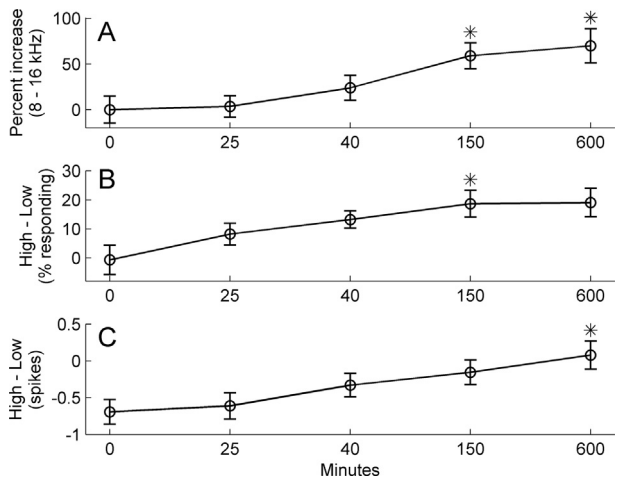 A
Percent increase
(8 - 16 kHz)
100
50
0
* *
0 25 40 150 600
B
High - Low
(% responding)
30
20
10
0
*
0 25 40 150 600
C
High - Low
(spikes)
0.5
0
-0.5
-1
*
0 25 40 150 600
Minutes